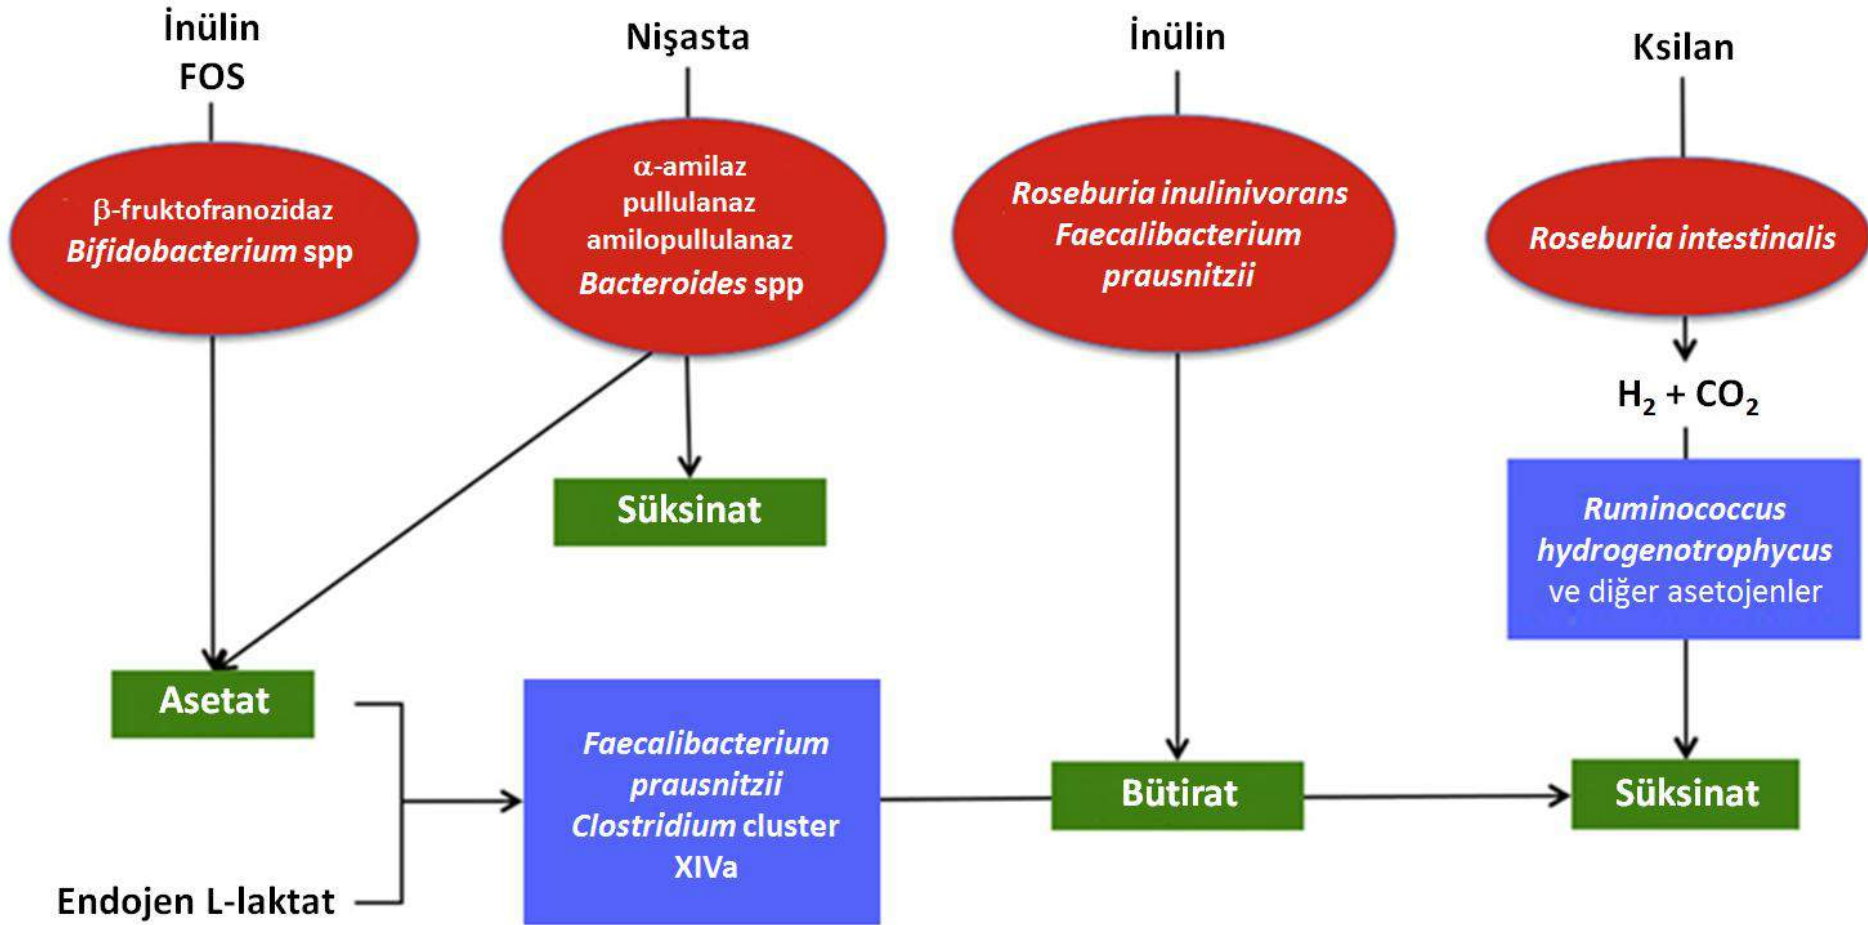 İnülin
FOS
Nişasta
İnülin
Ksilan
β-fruktofranozidaz
Bifidobacterium spp
α-amilaz
pullulanaz
amilopullulanaz
Bacteroides spp
Roseburia inulinivorans
Faecalibacterium
prausnitzii
Roseburia intestinalis
H₂ + CO₂
Süksinat
Ruminococcus
hydrogenotrophycus
ve diğer asetojenler
Asetat
Faecalibacterium
prausnitzii
Clostridium cluster
XIVa
Bütirat
Süksinat
Endojen L-laktat